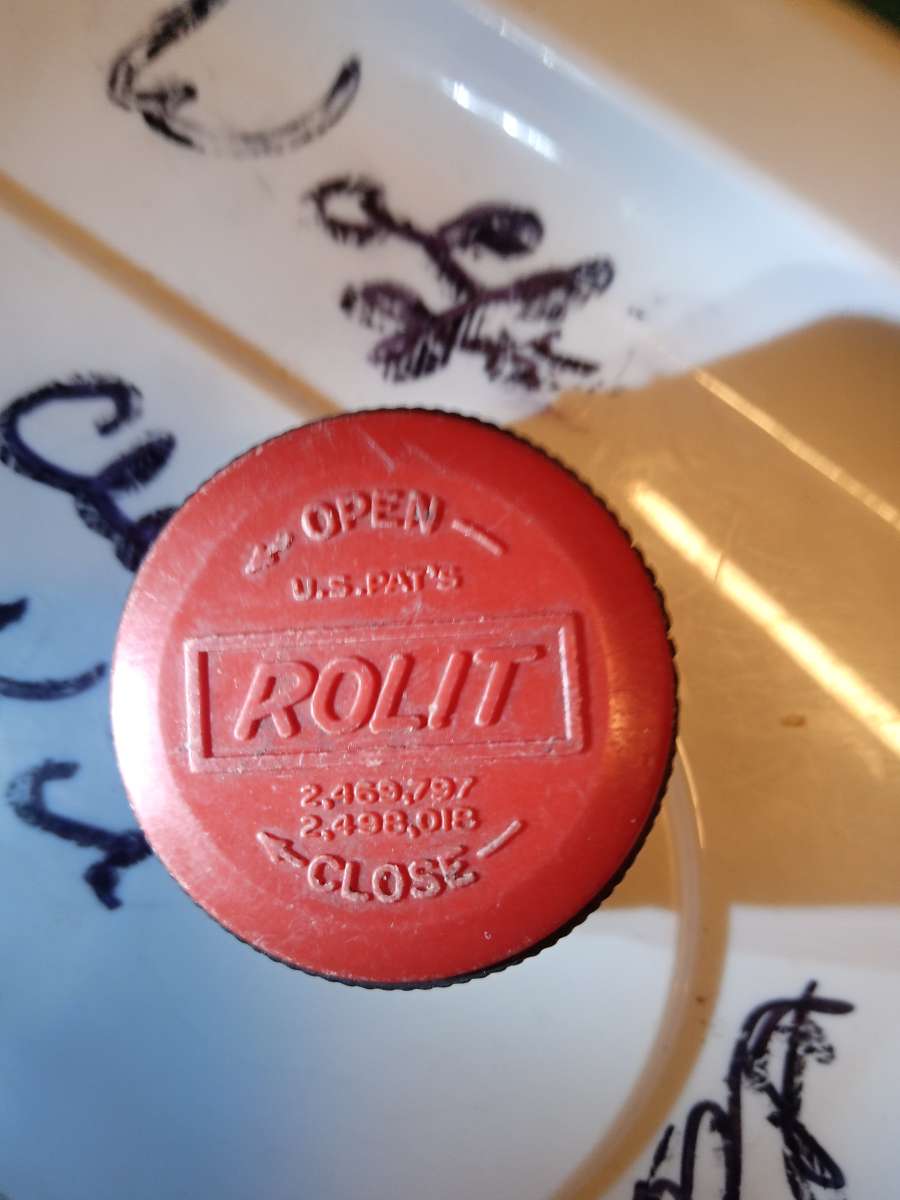 OPEN
U.S.PAT'S
ROLIT
2,469,797
2,498,018
CLOSE